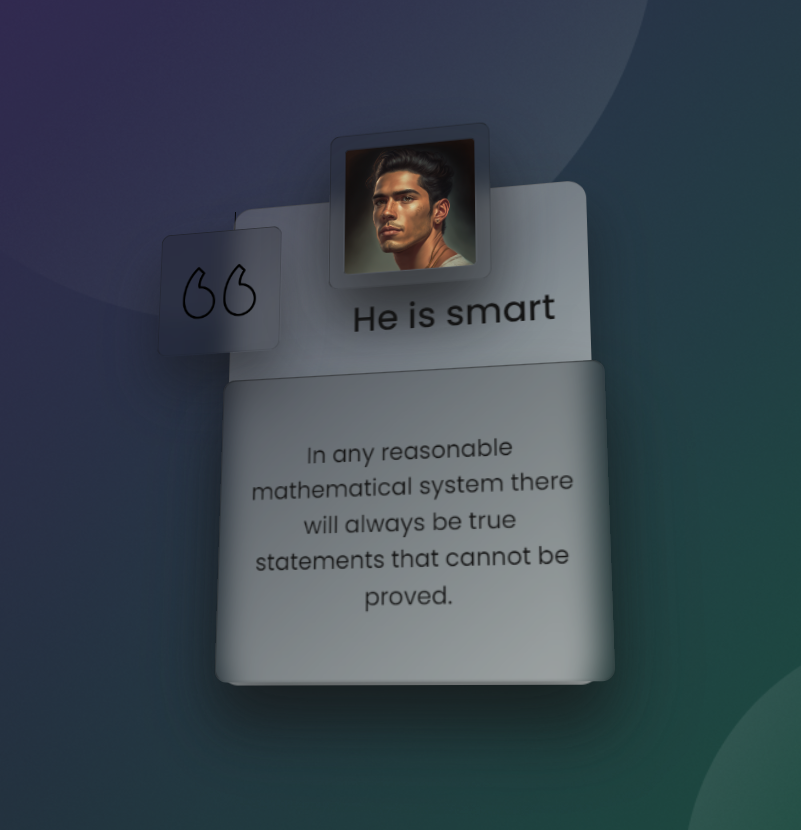 He is smart
In any reasonable
mathematical system there
will always be true
statements that cannot be
proved.